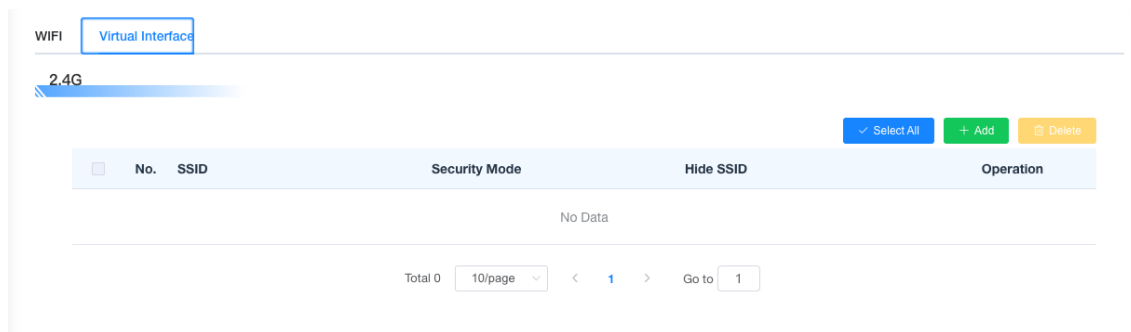 WIFI Virtual Interface
2.4G
Select All + Add Delete
No. SSID Security Mode Hide SSID Operation
No Data
Total 0 10/page < 1 > Go to 1